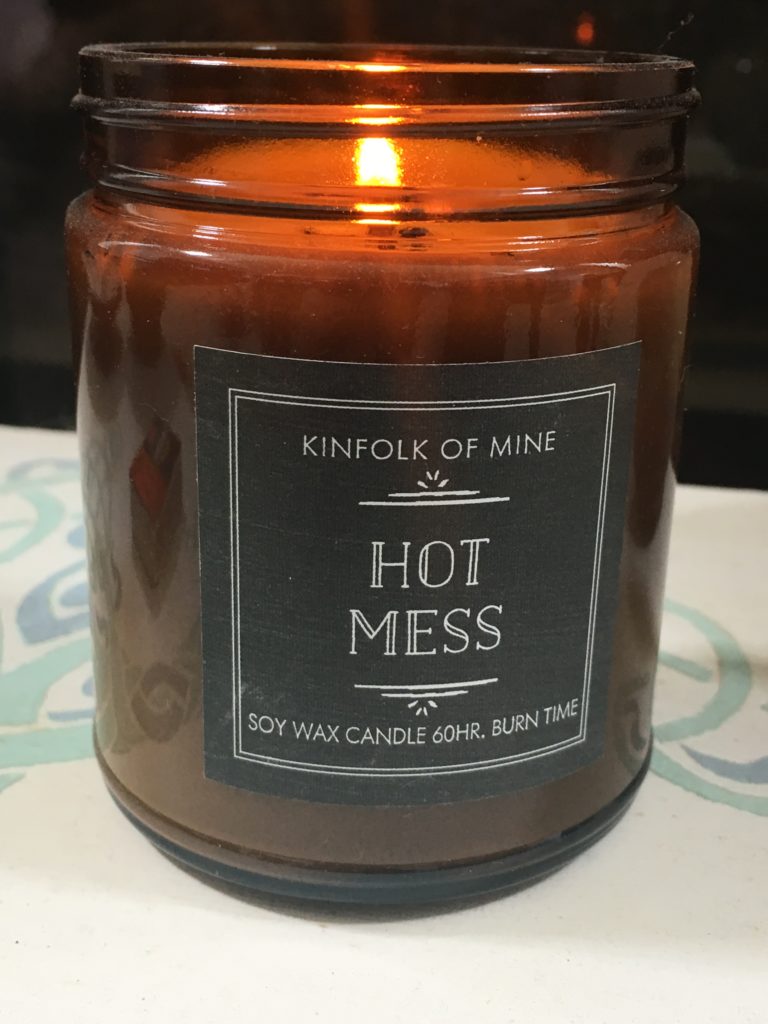 KINFOLK OF MINE
HOT
MESS
SOY WAX CANDLE 60HR. BURN TIME